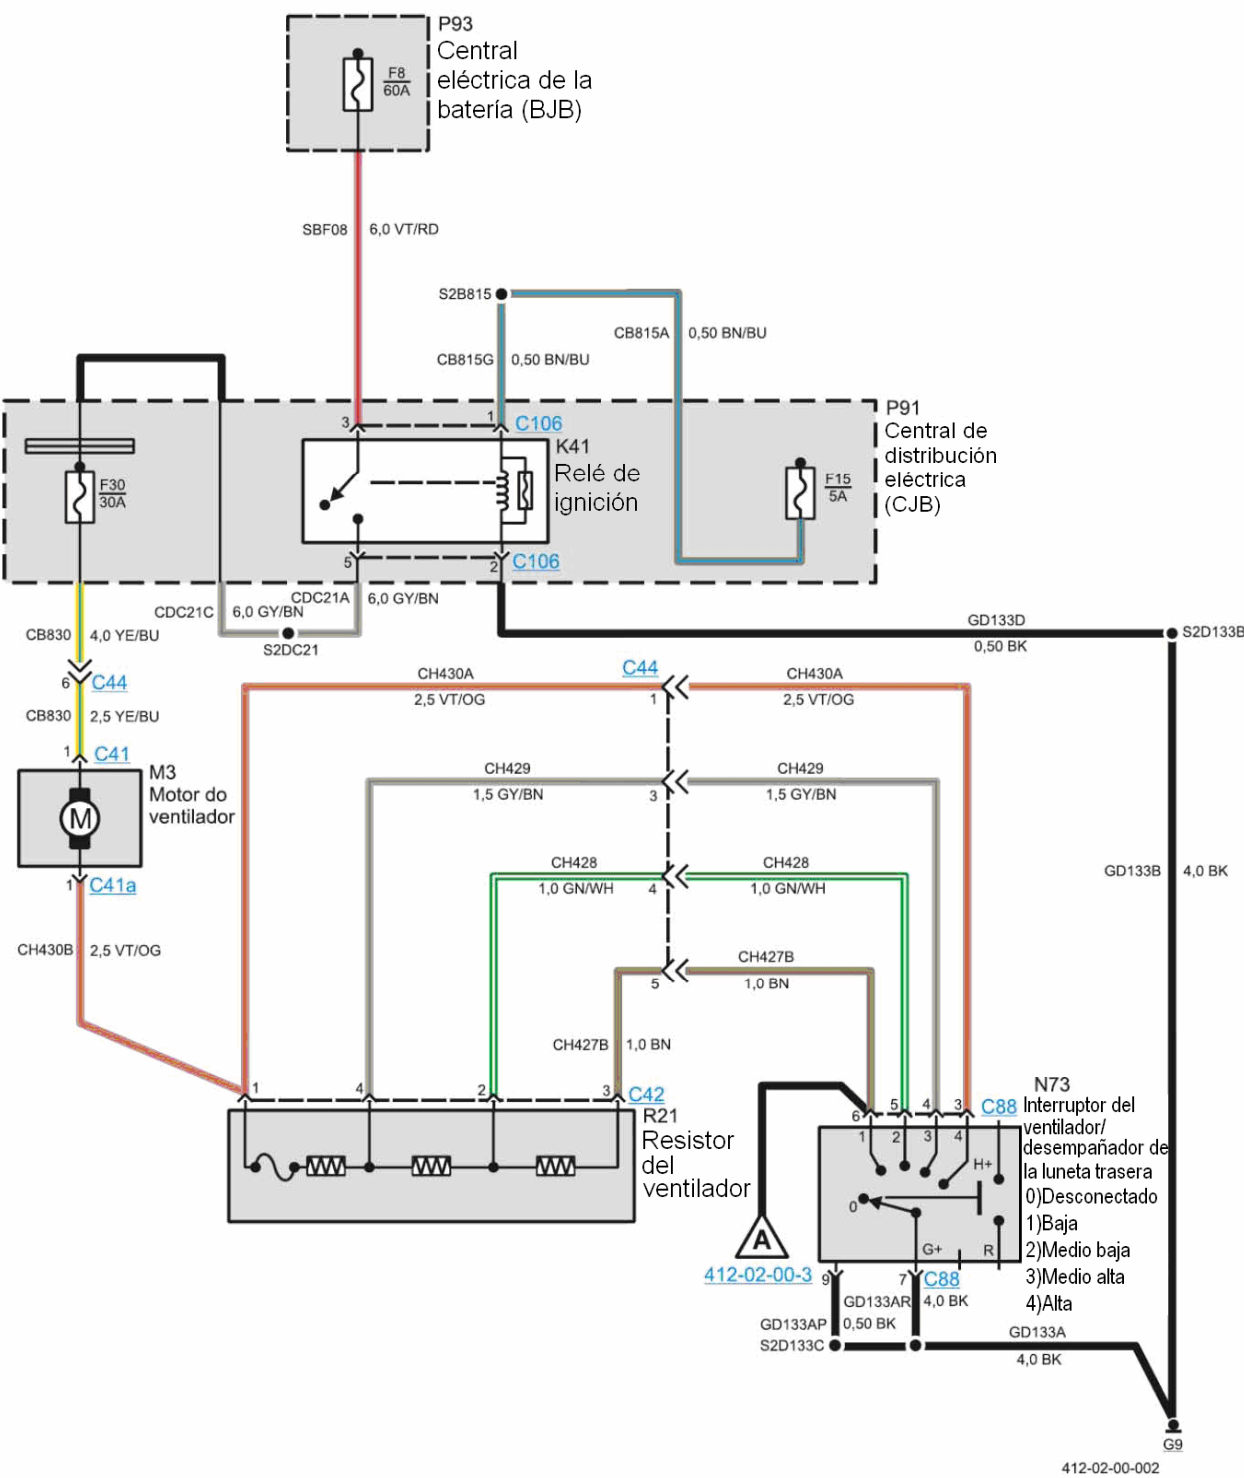 P93
Central
eléctrica de la
batería (BJB)
F8
60A
SBF08
6,0 VT/RD
S2B815
CB815A
0,50 BN/BU
CB815G
0,50 BN/BU
P91
Central de
distribución
eléctrica
(CJB)
3
1
C106
K41
Relé de
ignición
F30
30A
F15
5A
5
2
C106
CDC21C
6,0 GY/BN
CDC21A
6,0 GY/BN
S2DC21
CB830
4,0 YE/BU
GD133D
0,50 BK
S2D133B
6
C44
CB830
2,5 YE/BU
1
C41
M3
Motor do
ventilador
M
1
C41a
CH430B
2,5 VT/OG
CH430A
2,5 VT/OG
C44
1
CH430A
2,5 VT/OG
CH429
1,5 GY/BN
3
CH429
1,5 GY/BN
CH428
1,0 GN/WH
4
CH428
1,0 GN/WH
5
CH427B
1,0 BN
CH427B
1,0 BN
GD133B
4,0 BK
1
4
2
3
C42
R21
Resistor
del
ventilador
6
5
4
3
C88
1
2
3
4
H+
0
G+
R
N73
Interruptor del
ventilador/
desempañador de
la luneta trasera
0)Desconectado
1)Baja
2)Medio baja
3)Medio alta
4)Alta
A
412-02-00-3
9
7
C88
GD133AR
4,0 BK
GD133AP
0,50 BK
S2D133C
GD133A
4,0 BK
G9
412-02-00-002